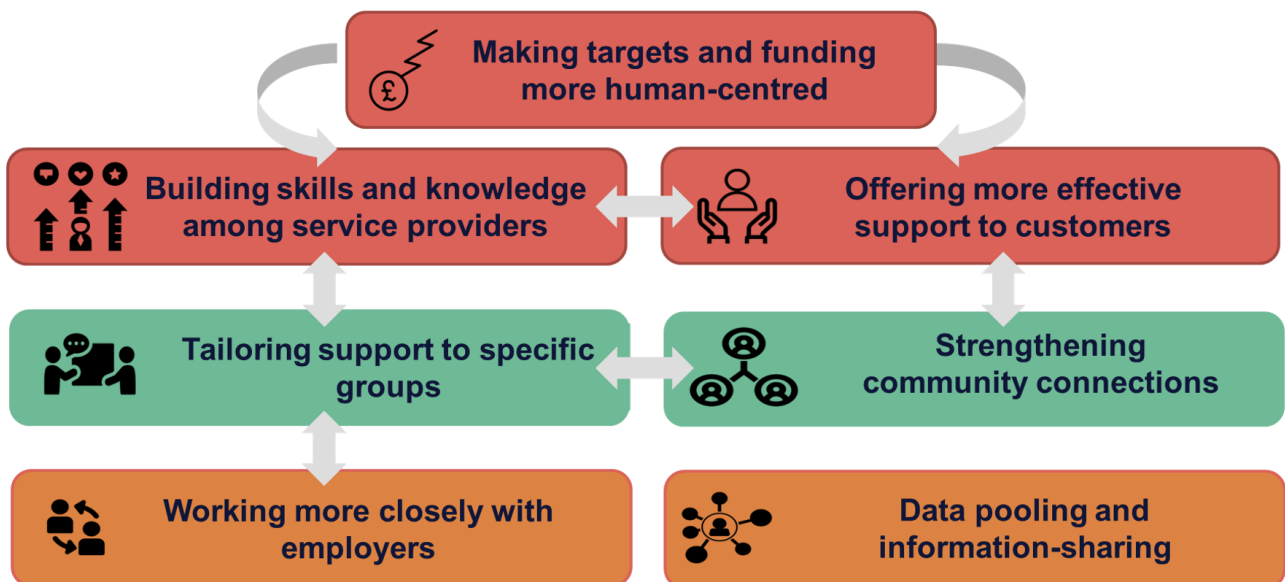 Making targets and funding
more human-centred
£
Building skills and knowledge
among service providers
Offering more effective
support to customers
Tailoring support to specific
groups
Strengthening
community connections
Working more closely with
employers
Data pooling and
information-sharing